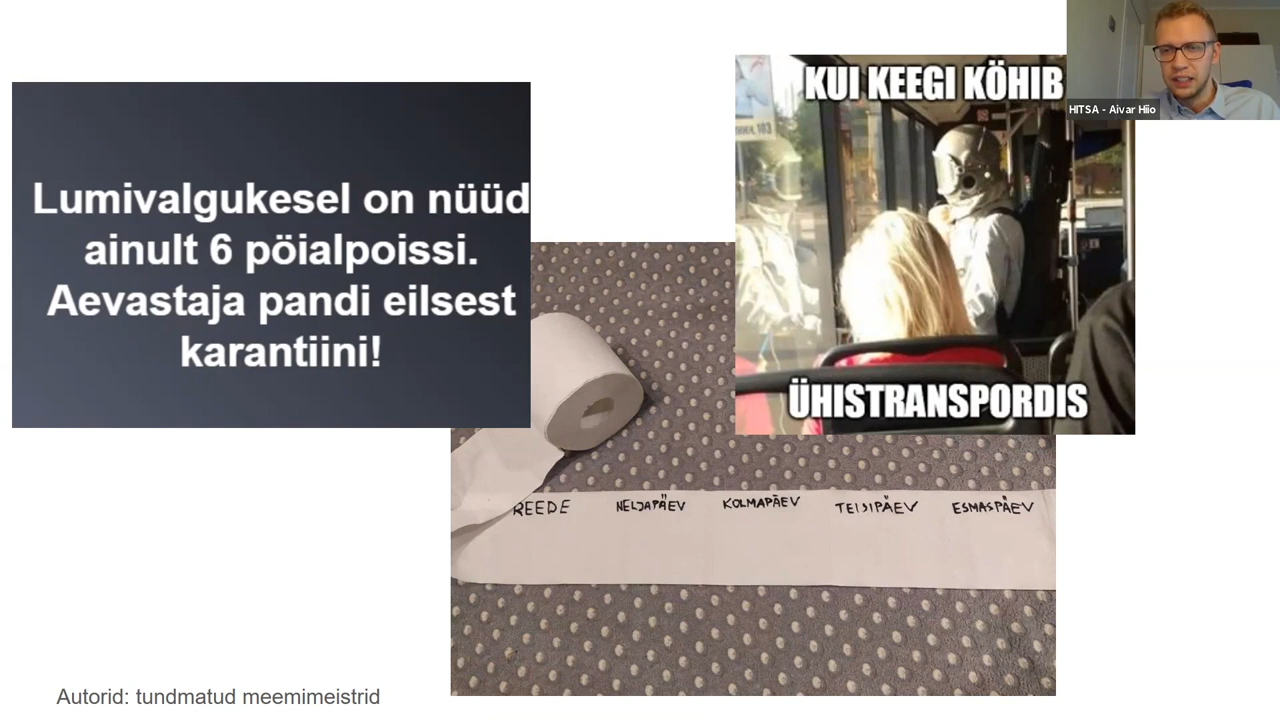 Lumivalgukesel on nüüd
ainult 6 pöialpoissi.
Aevastaja pandi eilsest
karantiini!
KUI KEEGI KÖHIB
ÜHISTRANSPORDIS
HITSA - Aivar Hiio
REEDE NELJAPÄEV KOLMAPÄEV TEISIPÄEV ESMASPÄEV
Autorid: tundmatud meemimeistrid